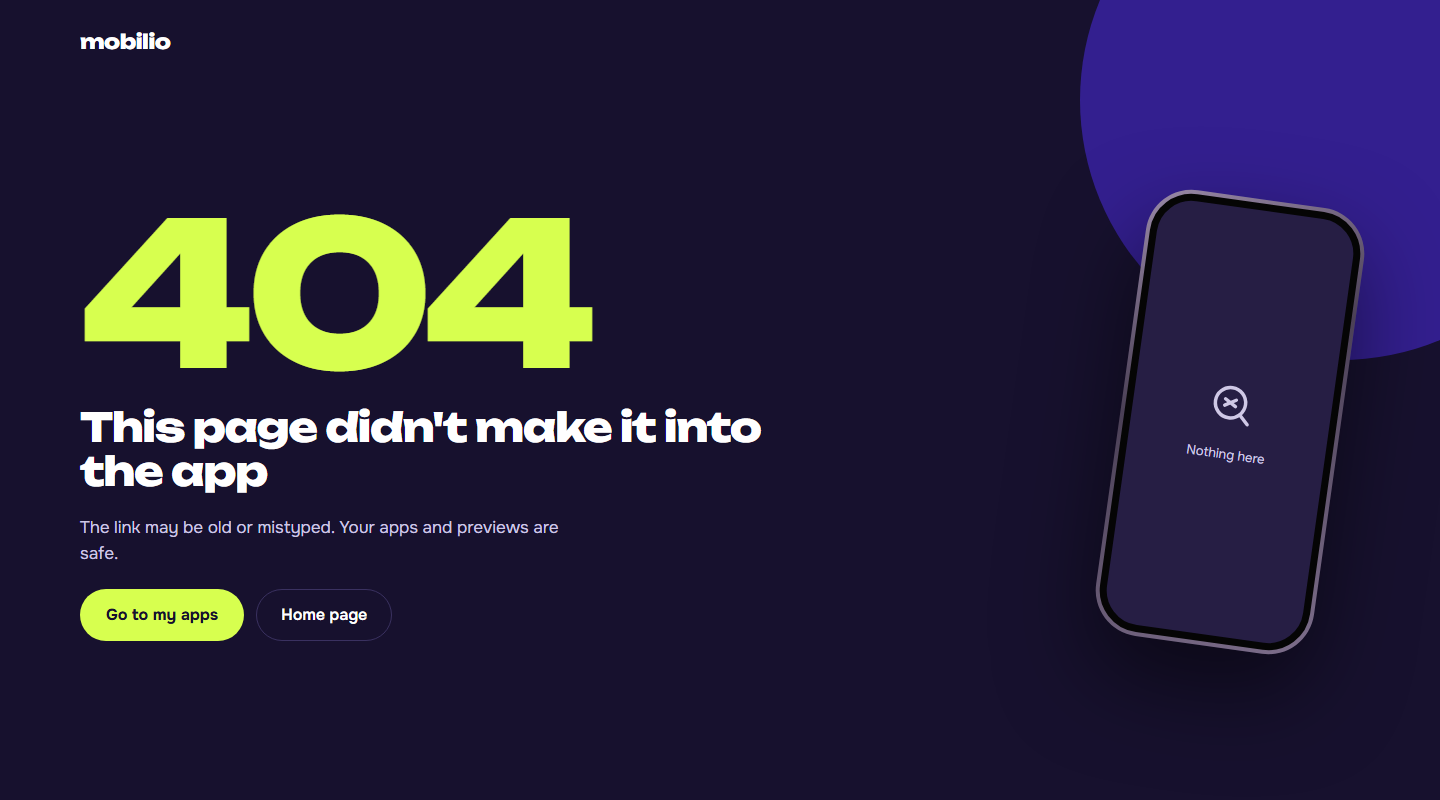 mobilio
404
This page didn't make it into
the app
The link may be old or mistyped. Your apps and previews are
safe.
Go to my apps
Home page
Nothing here